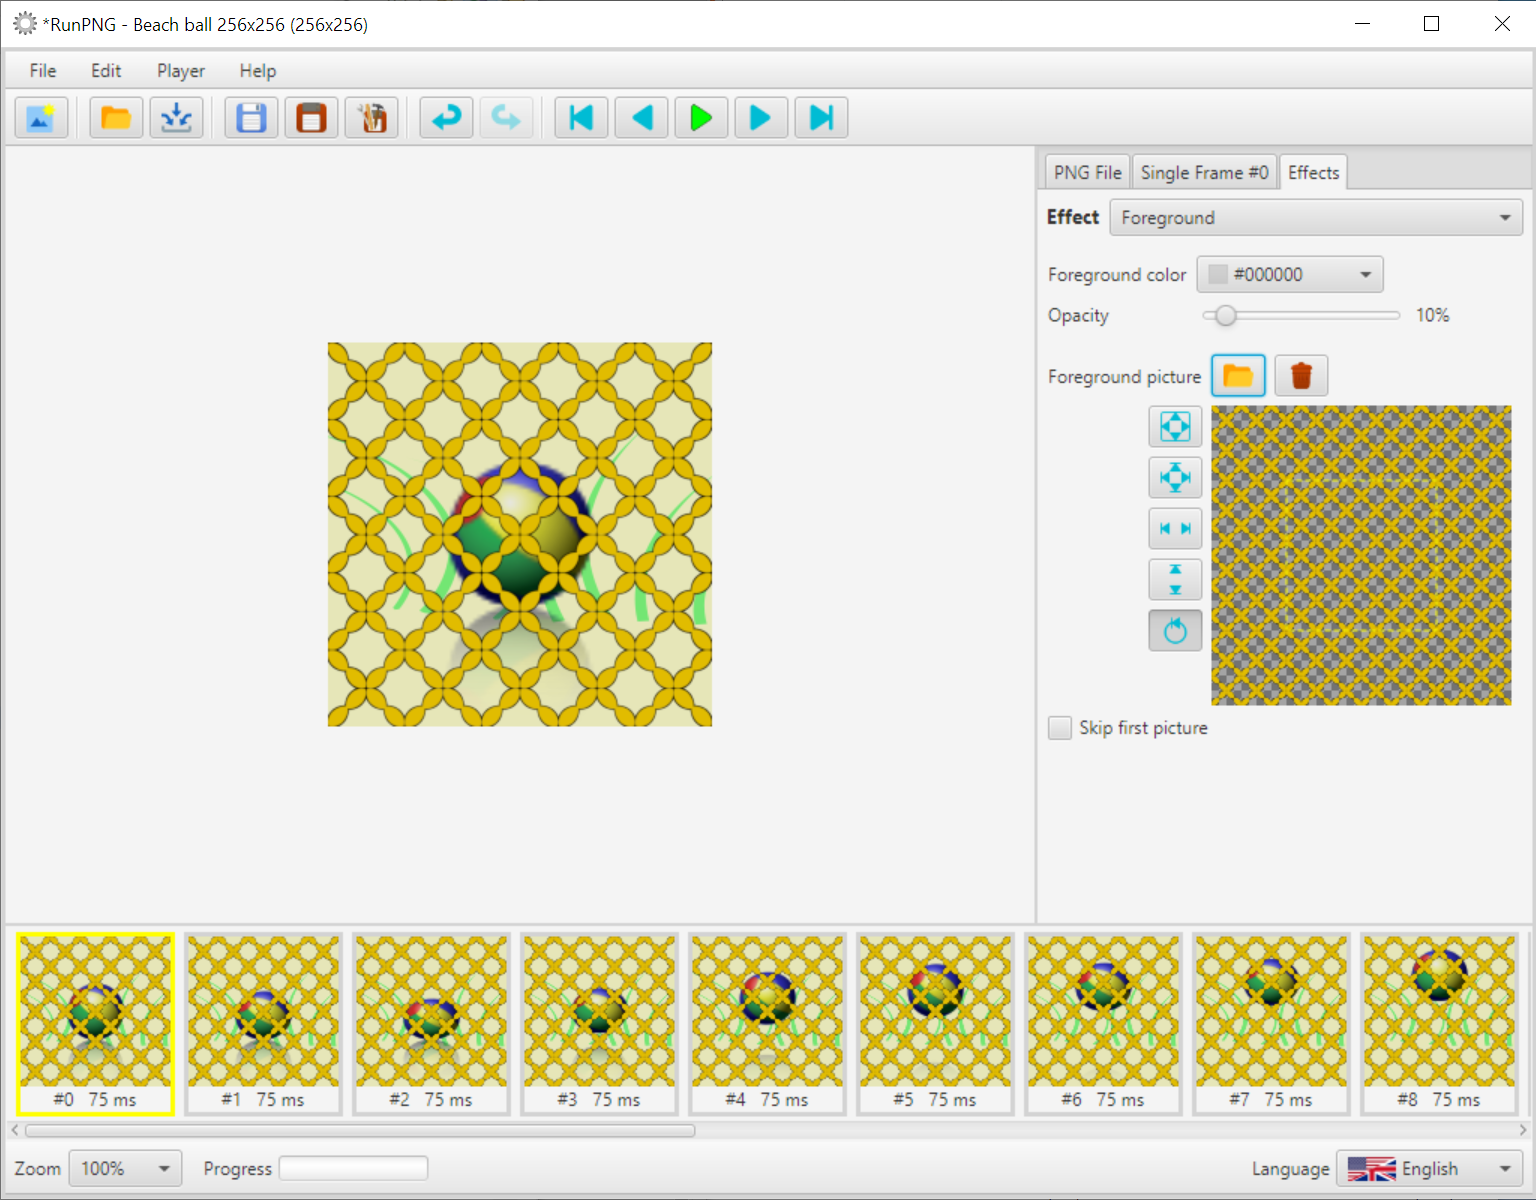 *RunPNG - Beach ball 256x256 (256x256)
File Edit Player Help
PNG File Single Frame #0 Effects
Effect Foreground
Foreground color #000000
Opacity 10%
Foreground picture
Skip first picture
#0 75 ms #1 75 ms #2 75 ms #3 75 ms #4 75 ms #5 75 ms #6 75 ms #7 75 ms #8 75 ms
Zoom 100% Progress Language English